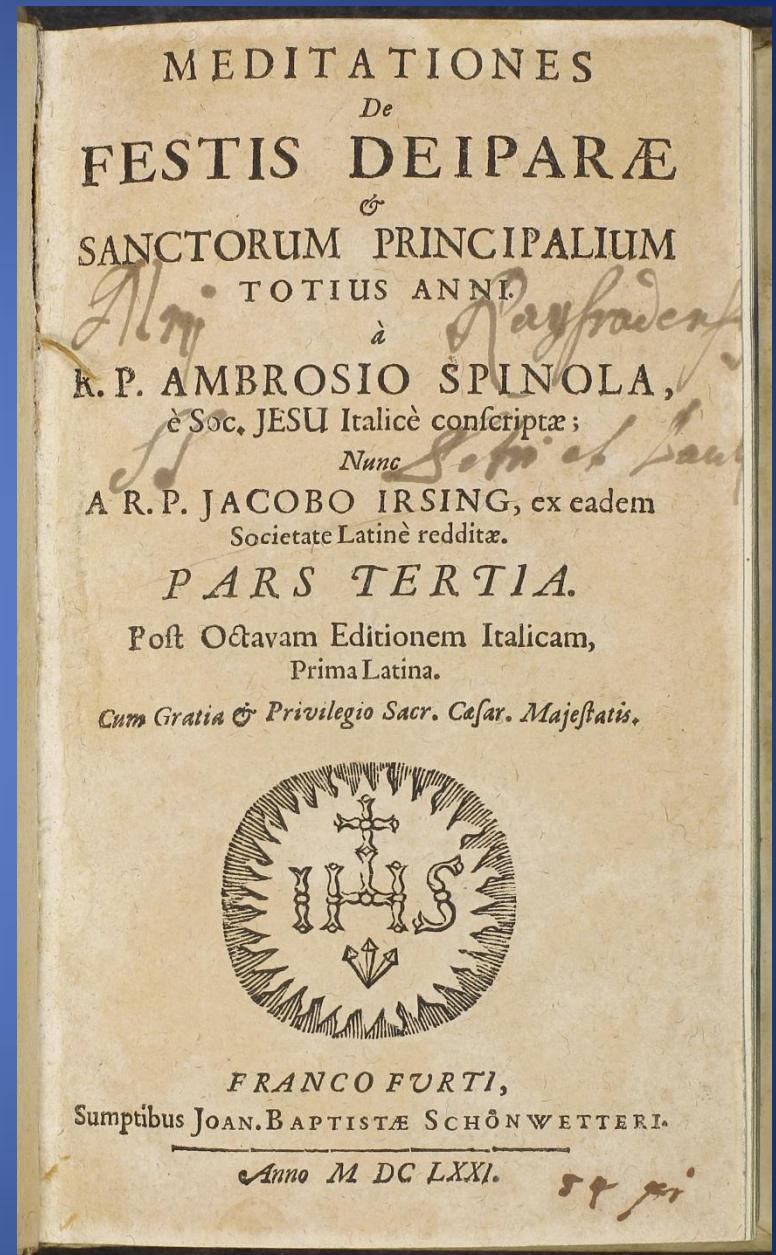 MEDITATIONES
De
FESTIS DEIPARÆ
&
SANCTORUM PRINCIPALIUM
TOTIUS ANNI.
à
R. P. AMBROSIO SPINOLA,
è Soc. JESU Italicè conſcriptæ;
Nunc
A R. P. JACOBO IRSING, ex eadem
Societate Latinè redditæ.
PARS TERTIA.
Poſt Octavam Editionem Italicam,
Prima Latina.
Cum Gratia & Privilegio Sacr. Cæſar. Majeſtatis.
IHS
FRANCOFVRTI,
Sumptibus JOAN. BAPTISTÆ SCHÖNWETTERI.
Anno M DC LXXI.